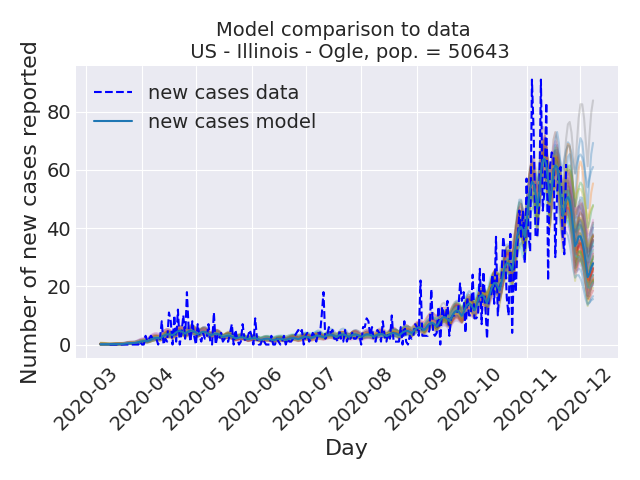 Model comparison to data
US - Illinois - Ogle, pop. = 50643
new cases data
new cases model
Number of new cases reported
80
60
40
20
0
2020-03
2020-04
2020-05
2020-06
2020-07
2020-08
2020-09
2020-10
2020-11
2020-12
Day